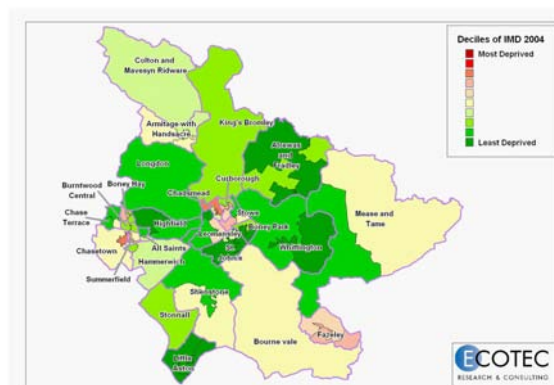 Deciles of IMD 2004
Most Deprived
Least Deprived
Colton and
Mavesyn Ridware
Armitage with
Handsacre
King's Bromley
Longdon
Alrewas
and
Fradley
Curborough
Chadsmead
Boney Hay
Burntwood
Central
Chase
Terrace
Highfield
Stowe
Leomansley
Boney Park
Mease and
Tame
Chasetown
All Saints
St.
Whittington
Hammerwich
Summerfield
Shenstone
Stonnall
Bourne vale
Fazeley
Little
Aston
ECOTEC
RESEARCH & CONSULTING